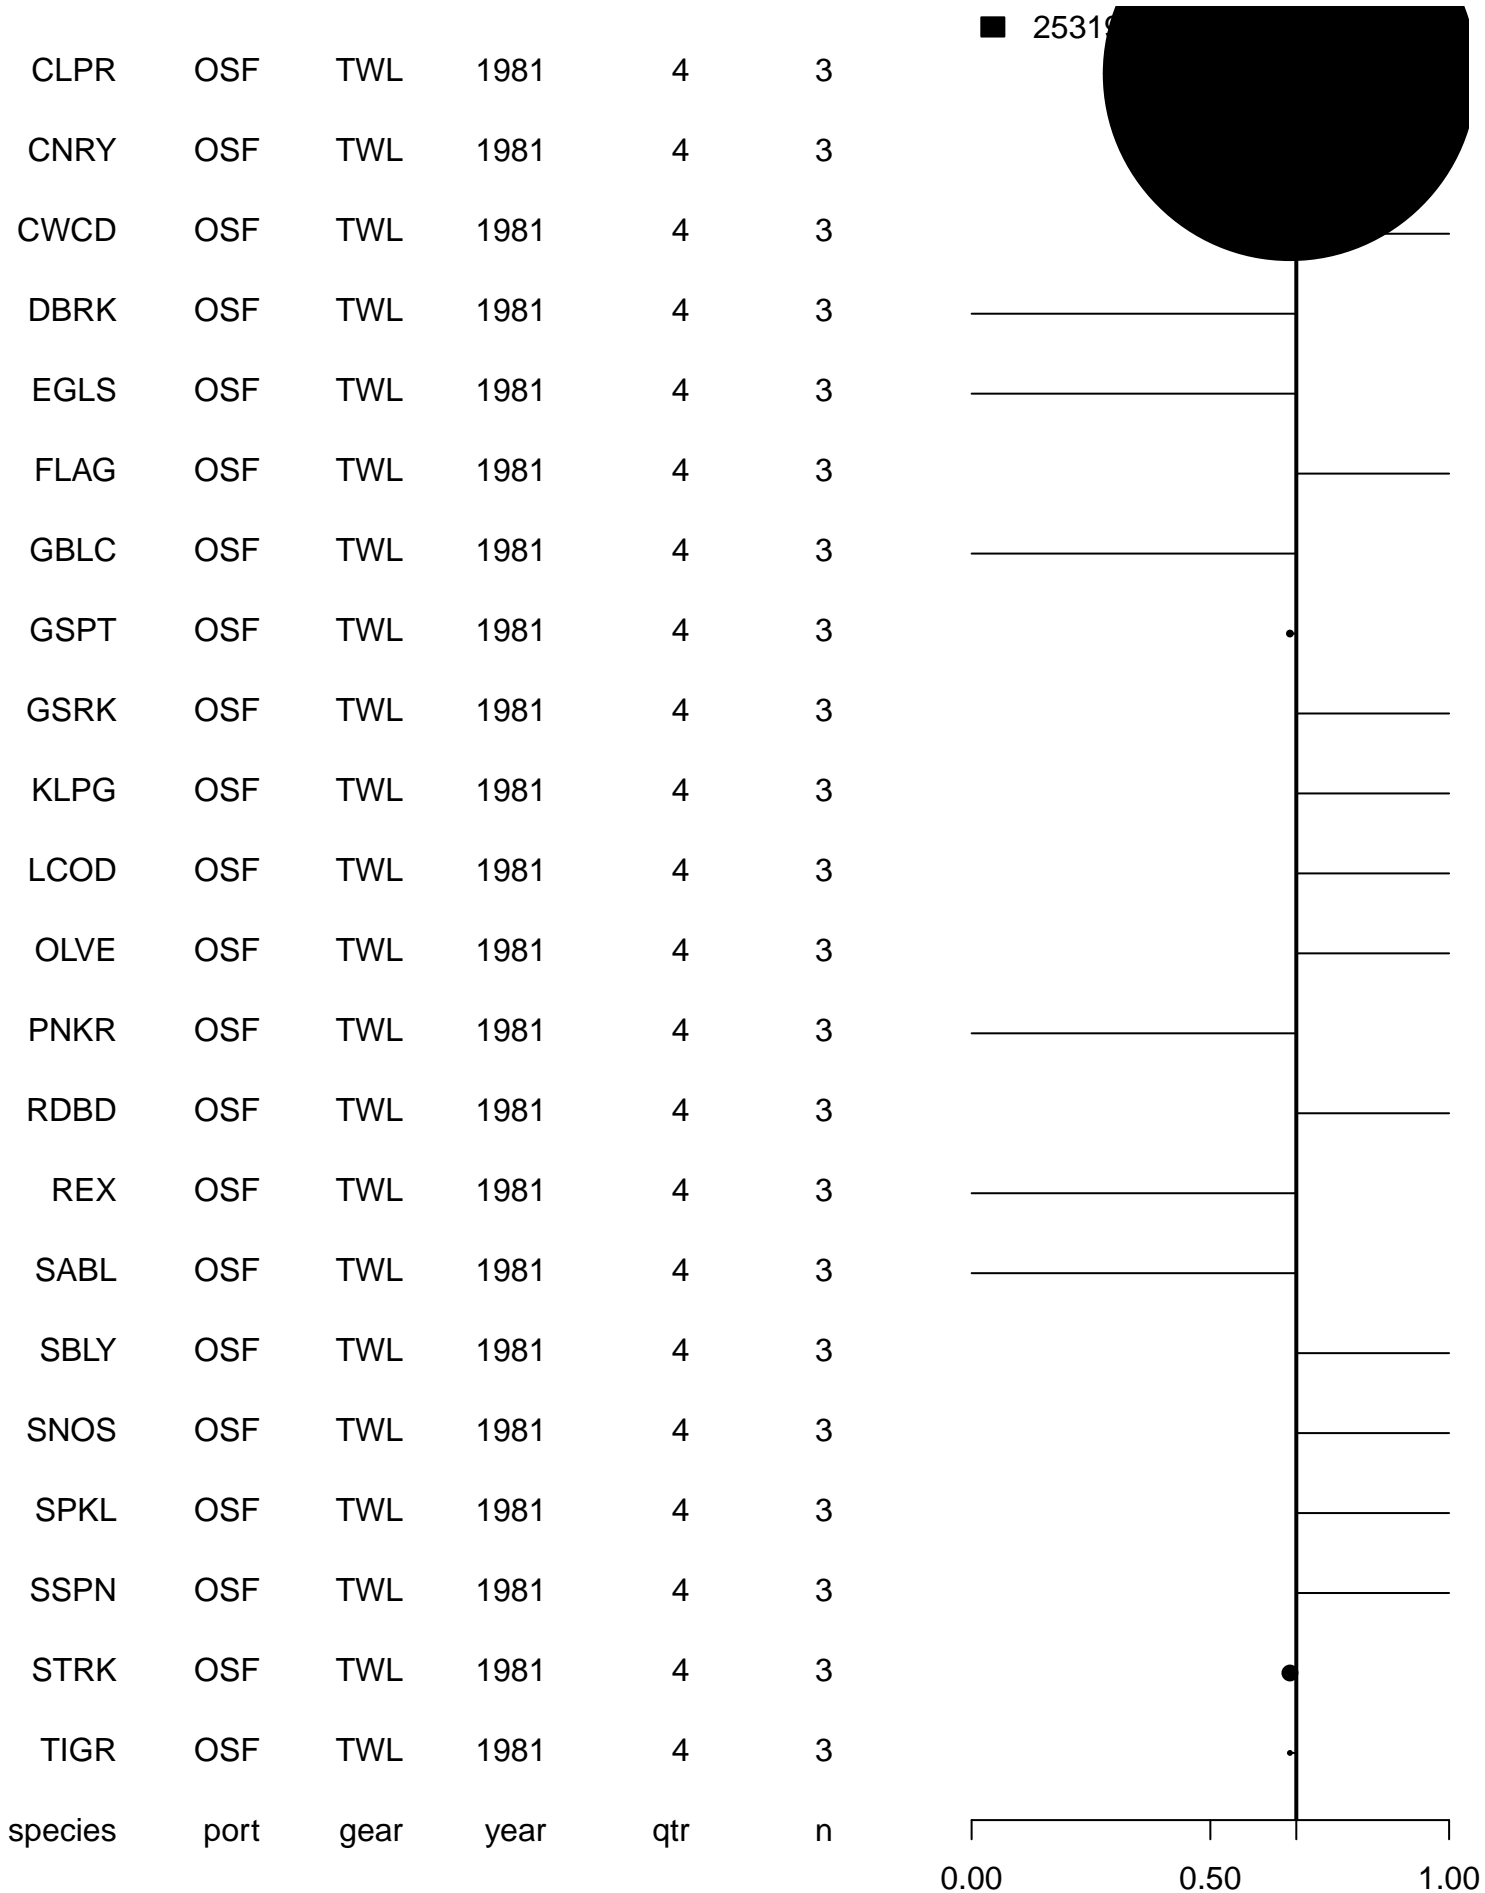 25319
CLPR OSF TWL 1981 4 3
CNRY OSF TWL 1981 4 3
CWCD OSF TWL 1981 4 3
DBRK OSF TWL 1981 4 3
EGLS OSF TWL 1981 4 3
FLAG OSF TWL 1981 4 3
GBLC OSF TWL 1981 4 3
GSPT OSF TWL 1981 4 3
GSRK OSF TWL 1981 4 3
KLPG OSF TWL 1981 4 3
LCOD OSF TWL 1981 4 3
OLVE OSF TWL 1981 4 3
PNKR OSF TWL 1981 4 3
RDBD OSF TWL 1981 4 3
REX OSF TWL 1981 4 3
SABL OSF TWL 1981 4 3
SBLY OSF TWL 1981 4 3
SNOS OSF TWL 1981 4 3
SPKL OSF TWL 1981 4 3
SSPN OSF TWL 1981 4 3
STRK OSF TWL 1981 4 3
TIGR OSF TWL 1981 4 3
species port gear year qtr n
0.00 0.50 1.00